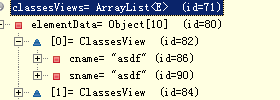 classesViews= ArrayList<E>  (id=71)
elementData= Object[10]  (id=80)
[0]= ClassesView  (id=82)
cname= "asdf" (id=86)
sname= "asdf" (id=90)
[1]= ClassesView  (id=84)